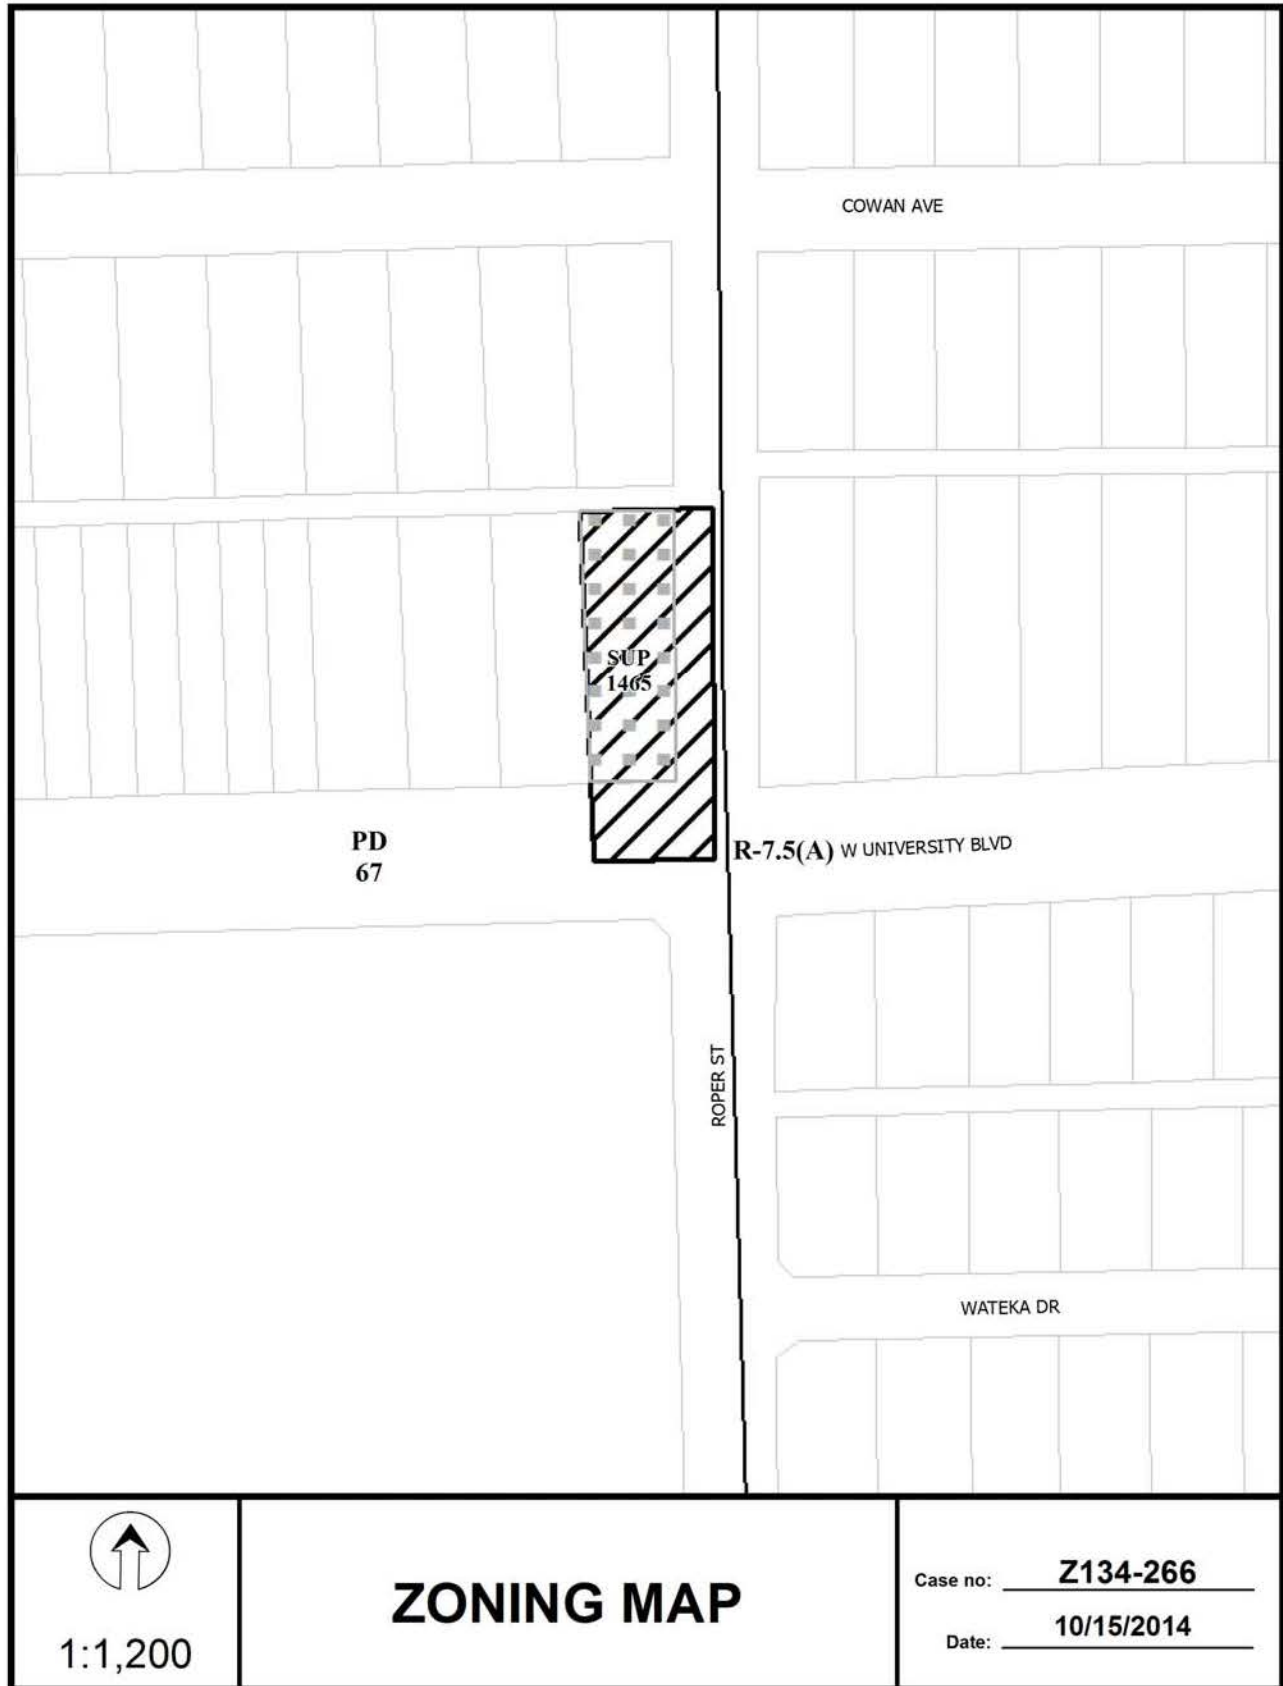 COWAN AVE
SUP
1465
PD
67
R-7.5(A) W UNIVERSITY BLVD
ROPER ST
WATEKA DR
1:1,200
ZONING MAP
Case no: Z134-266
Date: 10/15/2014